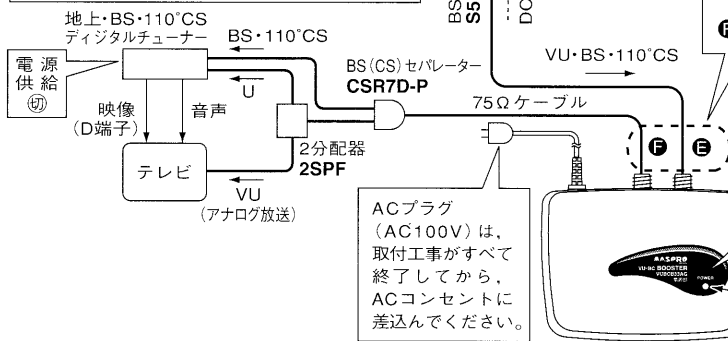 地上・BS・110°CS
ディジタルチューナー
BS・110°CS
電源
供給
切
U
映像
(D端子)
音声
テレビ
VU
(アナログ放送)
2分配器
2SPF
BS(CS)セパレーター
CSR7D-P
75Ωケーブル
BS
S5
DC
VU・BS・110°CS
F
E
ACプラグ
(AC100V)は,
取付工事がすべて
終了してから,
ACコンセントに
差込んでください。
MASPRO
VU・BC BOOSTER
VUBCB33AG
POWER